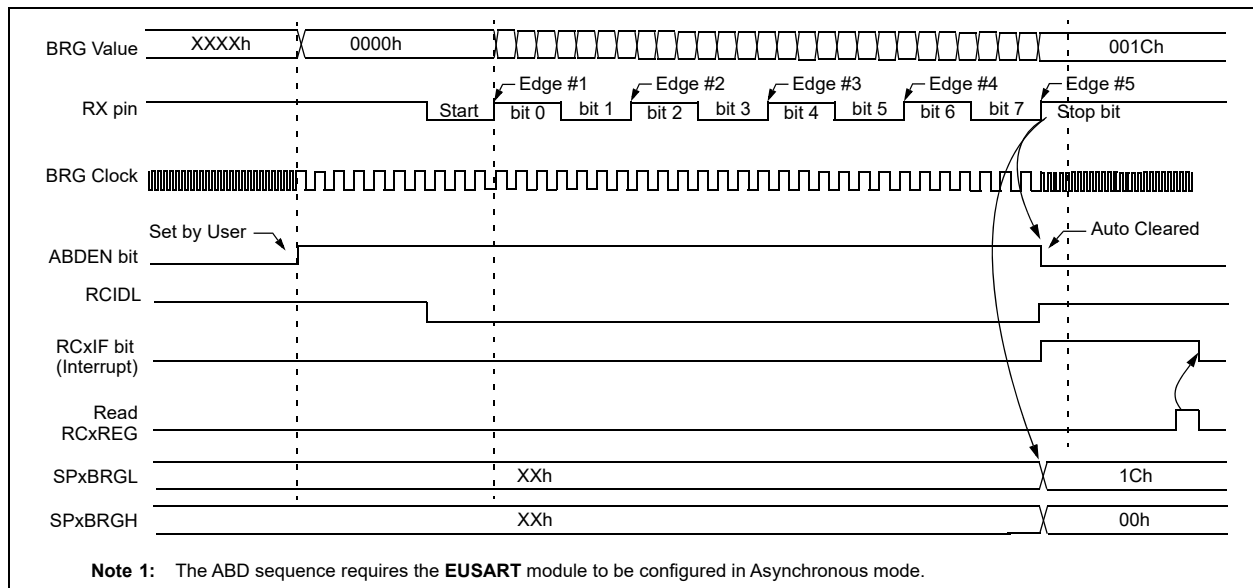 BRG Value XXXXh 0000h 001Ch
Edge #1 Edge #2 Edge #3 Edge #4 Edge #5
RX pin Start bit 0 bit 1 bit 2 bit 3 bit 4 bit 5 bit 6 bit 7 Stop bit
BRG Clock
Set by User Auto Cleared
ABDEN bit
RCIDL
RCxIF bit
(Interrupt)
Read
RCxREG
SPxBRGL XXh 1Ch
SPxBRGH XXh 00h
Note 1: The ABD sequence requires the EUSART module to be configured in Asynchronous mode.